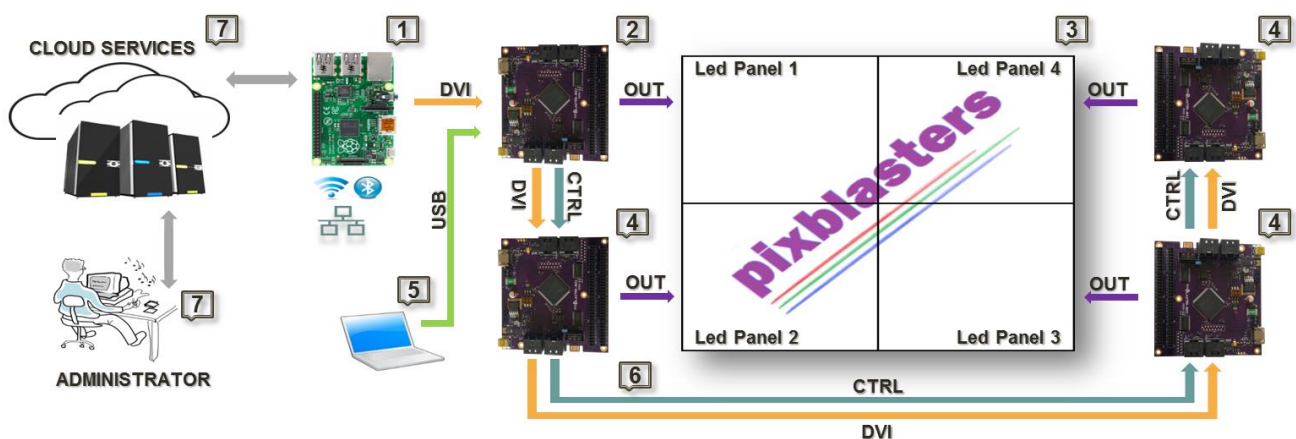 CLOUD SERVICES
7
1
2
3
4
DVI
OUT
Led Panel 1
Led Panel 4
OUT
USB
DVI
CTRL
pixblasters
CTRL
DVI
4
4
7
5
OUT
OUT
Led Panel 2
Led Panel 3
ADMINISTRATOR
6
CTRL
DVI